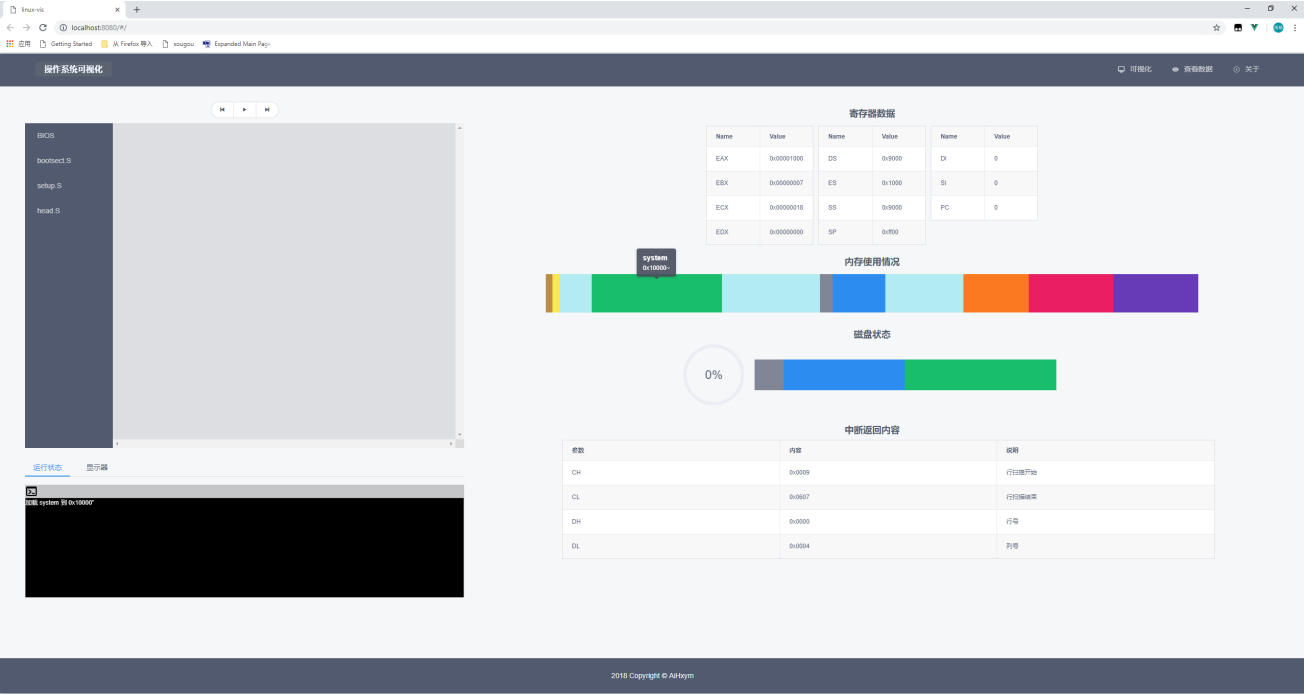 linux-vis
localhost:8080/#/
应用 Getting Started 从 Firefox 导入 sougou Expanded Main Page
操作系统可视化 可视化 查看数据 关于
BIOS
bootsect.S
setup.S
head.S
运行状态 显示器
加载 system 到 0x10000"
寄存器数据
Name Value Name Value Name Value
EAX 0x00001000 DS 0x9000 DI 0
EBX 0x00000007 ES 0x1000 SI 0
ECX 0x00000018 SS 0x9000 PC 0
EDX 0x00000000 SP 0xff00
内存使用情况
system
0x10000~
磁盘状态
0%
中断返回内容
参数 内容 说明
CH 0x0009 行扫描开始
CL 0x0607 行扫描结束
DH 0x0000 行号
DL 0x0004 列号
2018 Copyright © AiHxym